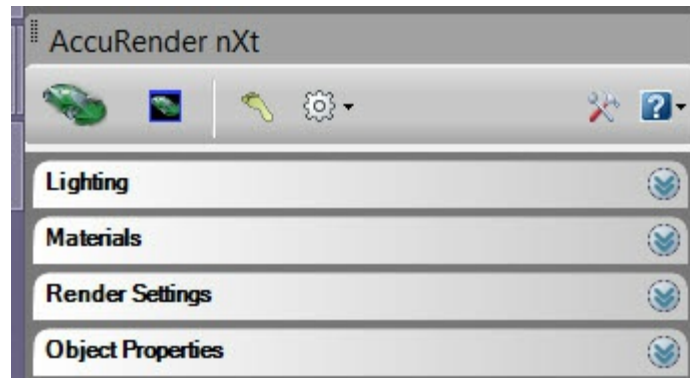 AccuRender nXt
?
Lighting
Materials
Render Settings
Object Properties